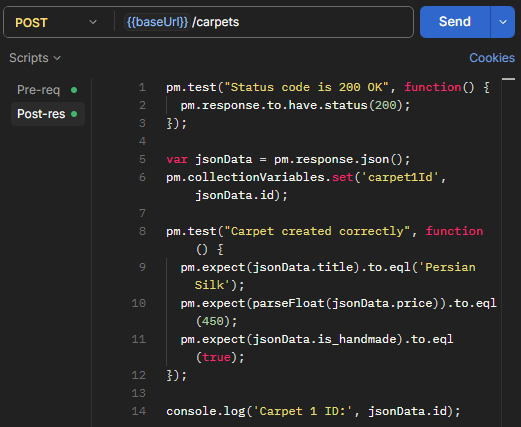 POST {{baseUrl}} /carpets Send
Scripts Cookies
Pre-req
Post-res
1 pm.test("Status code is 200 OK", function() {
2 pm.response.to.have.status(200);
3 });
4
5 var jsonData = pm.response.json();
6 pm.collectionVariables.set('carpet1Id',
jsonData.id);
7
8 pm.test("Carpet created correctly", function
() {
9 pm.expect(jsonData.title).to.eql('Persian
Silk');
10 pm.expect(parseFloat(jsonData.price)).to.eql
(450);
11 pm.expect(jsonData.is_handmade).to.eql
(true);
12 });
13
14 console.log('Carpet 1 ID:', jsonData.id);